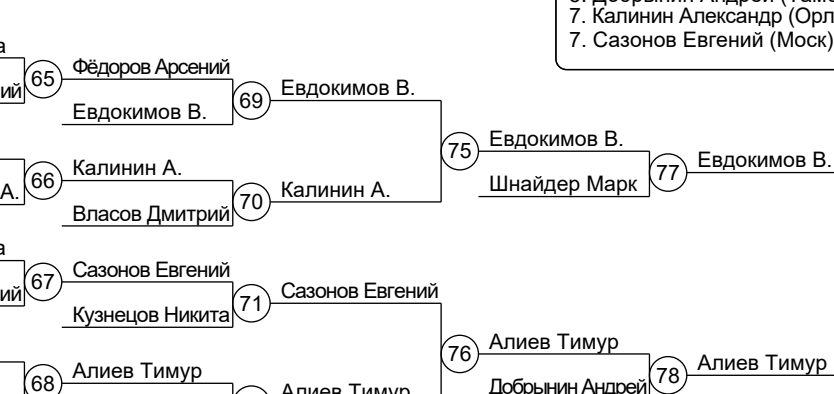 7. Калинин Александр (Орл
7. Сазонов Евгений (Моск)
65
Фёдоров Арсений
Евдокимов В.
69
Евдокимов В.
66
Калинин А.
Власов Дмитрий
70
Калинин А.
75
Евдокимов В.
Шнайдер Марк
77
Евдокимов В.
67
Сазонов Евгений
Кузнецов Никита
71
Сазонов Евгений
68
Алиев Тимур
Алиев Тимур
76
Алиев Тимур
Добрынин Андрей
78
Алиев Тимур